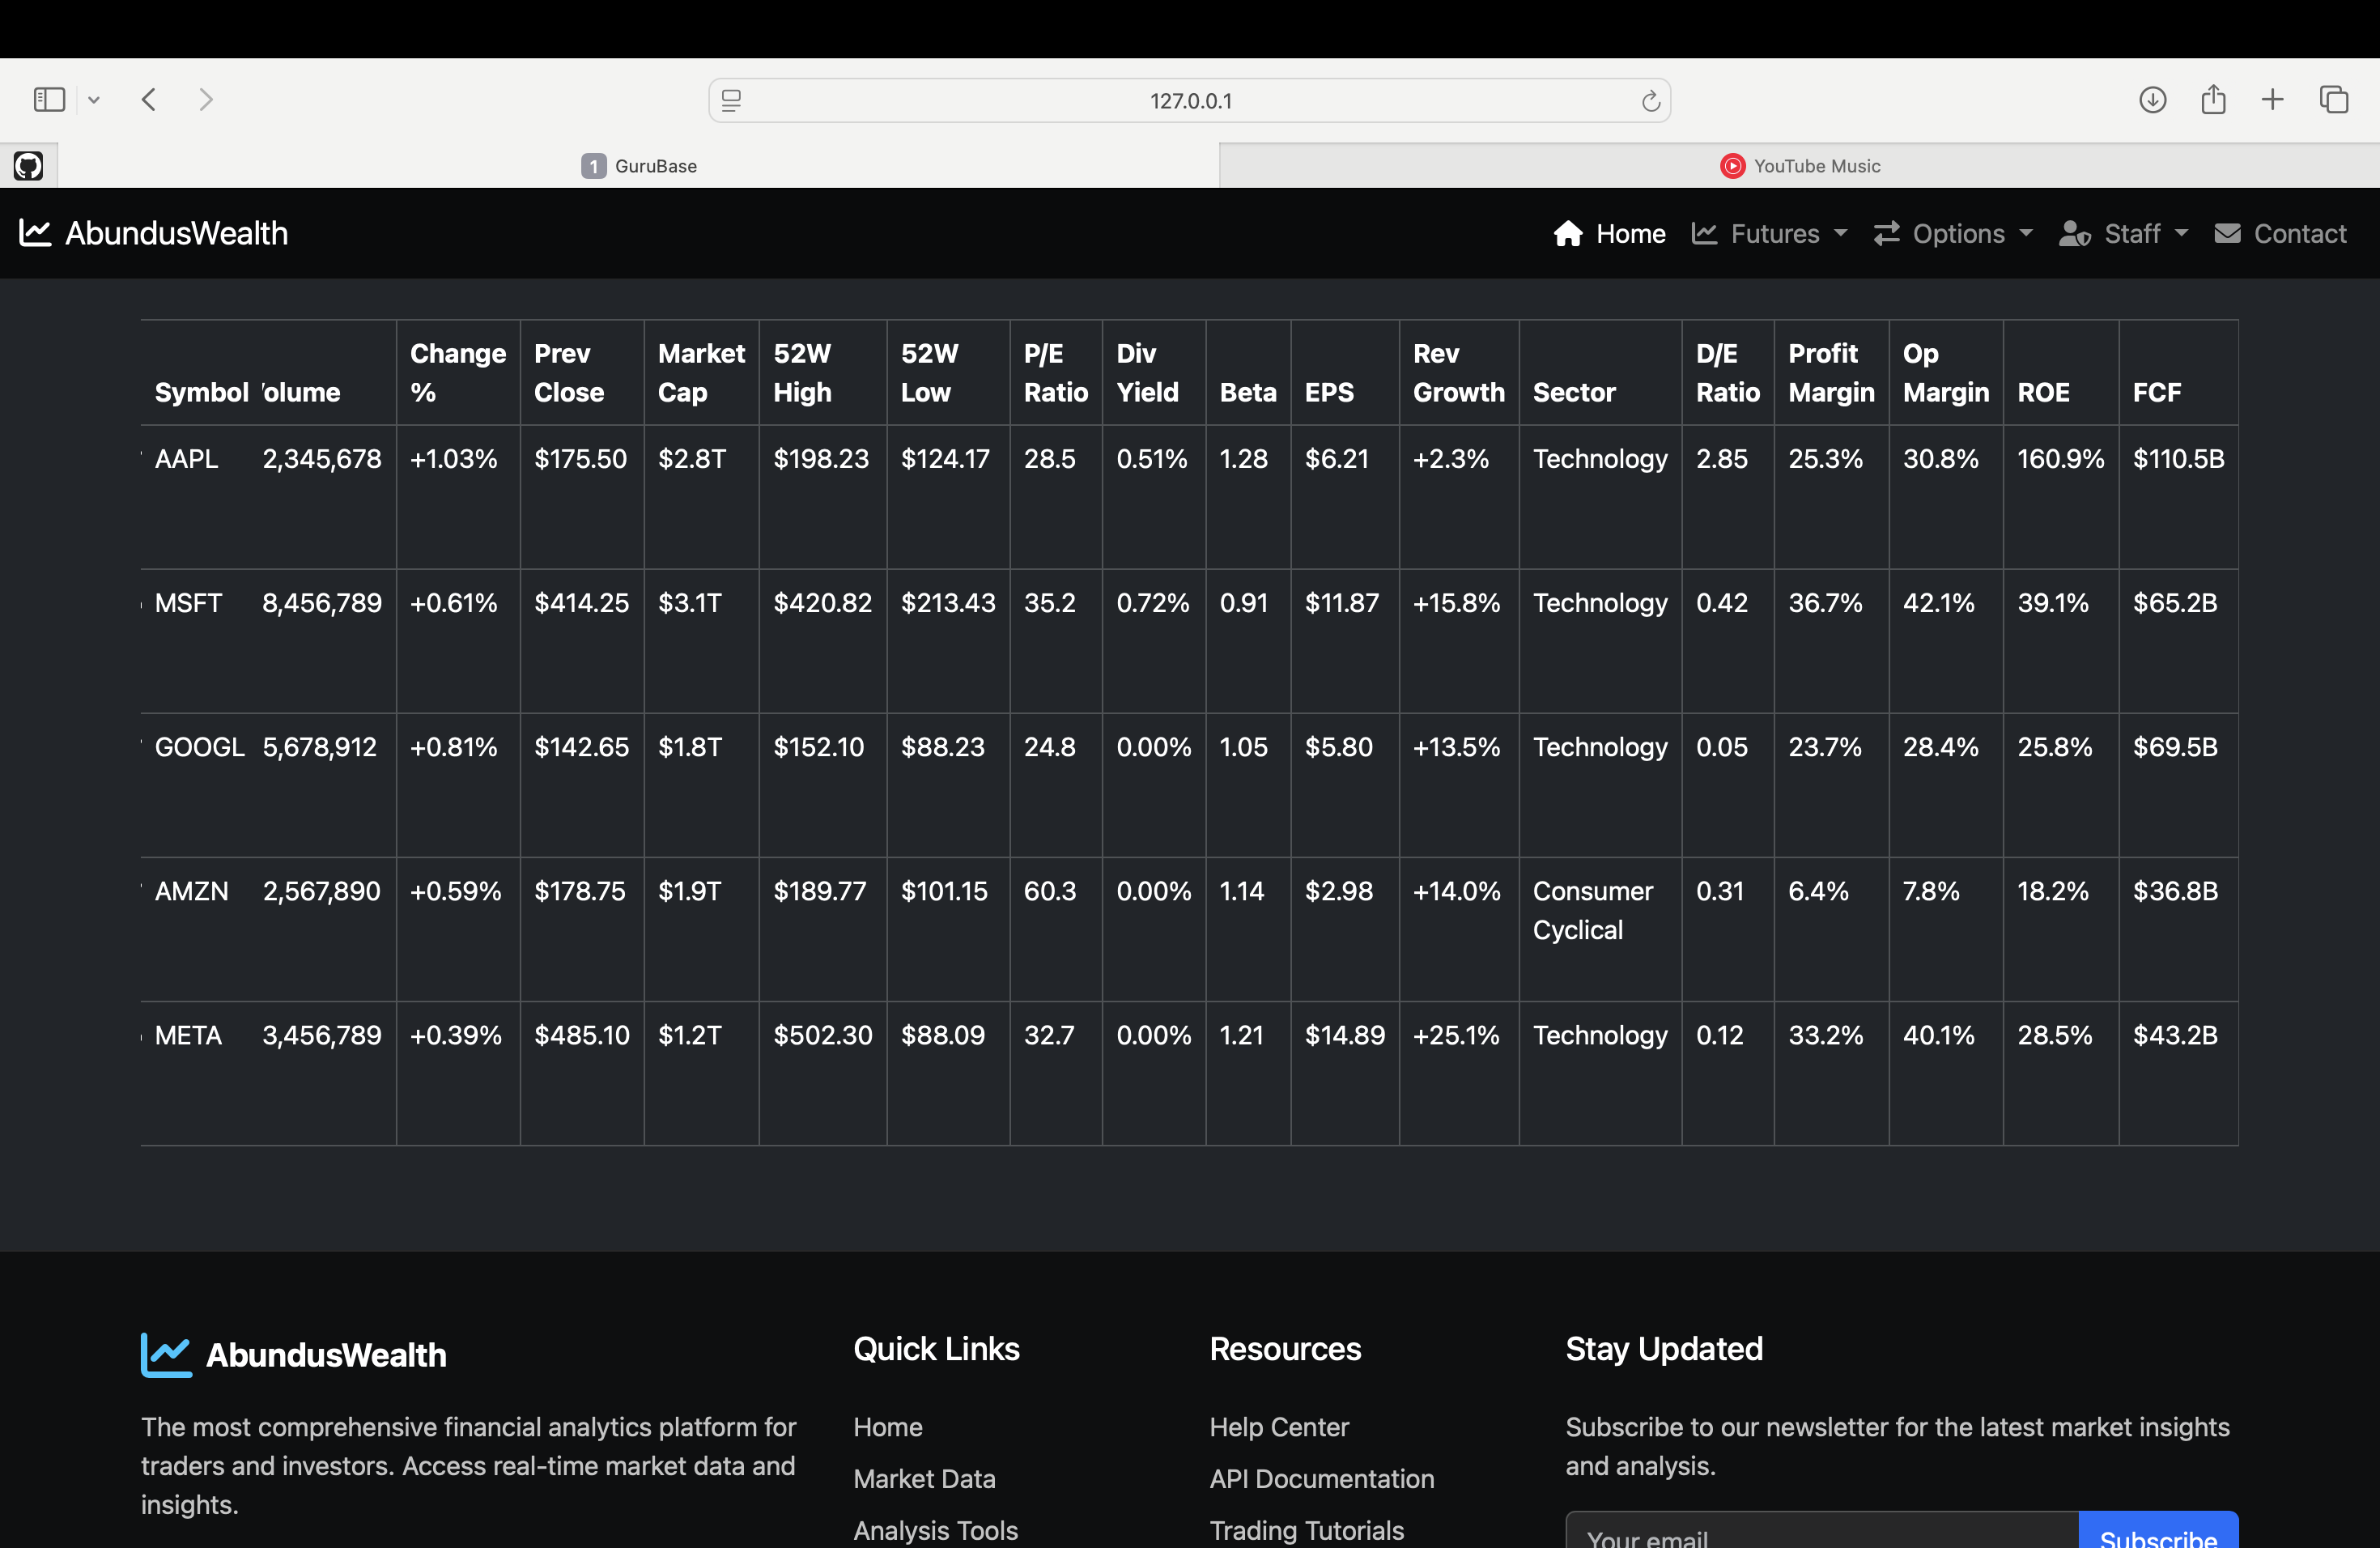 127.0.0.1
1 GuruBase
YouTube Music
AbundusWealth
Home Futures Options Staff Contact
Symbol olume Change % Prev Close Market Cap 52W High 52W Low P/E Ratio Div Yield Beta EPS Rev Growth Sector D/E Ratio Profit Margin Op Margin ROE FCF
AAPL 2,345,678 +1.03% $175.50 $2.8T $198.23 $124.17 28.5 0.51% 1.28 $6.21 +2.3% Technology 2.85 25.3% 30.8% 160.9% $110.5B
MSFT 8,456,789 +0.61% $414.25 $3.1T $420.82 $213.43 35.2 0.72% 0.91 $11.87 +15.8% Technology 0.42 36.7% 42.1% 39.1% $65.2B
GOOGL 5,678,912 +0.81% $142.65 $1.8T $152.10 $88.23 24.8 0.00% 1.05 $5.80 +13.5% Technology 0.05 23.7% 28.4% 25.8% $69.5B
AMZN 2,567,890 +0.59% $178.75 $1.9T $189.77 $101.15 60.3 0.00% 1.14 $2.98 +14.0% Consumer Cyclical 0.31 6.4% 7.8% 18.2% $36.8B
META 3,456,789 +0.39% $485.10 $1.2T $502.30 $88.09 32.7 0.00% 1.21 $14.89 +25.1% Technology 0.12 33.2% 40.1% 28.5% $43.2B
AbundusWealth
The most comprehensive financial analytics platform for
traders and investors. Access real-time market data and
insights.
Quick Links
Home
Market Data
Analysis Tools
Resources
Help Center
API Documentation
Trading Tutorials
Stay Updated
Subscribe to our newsletter for the latest market insights
and analysis.
Your email
Subscribe